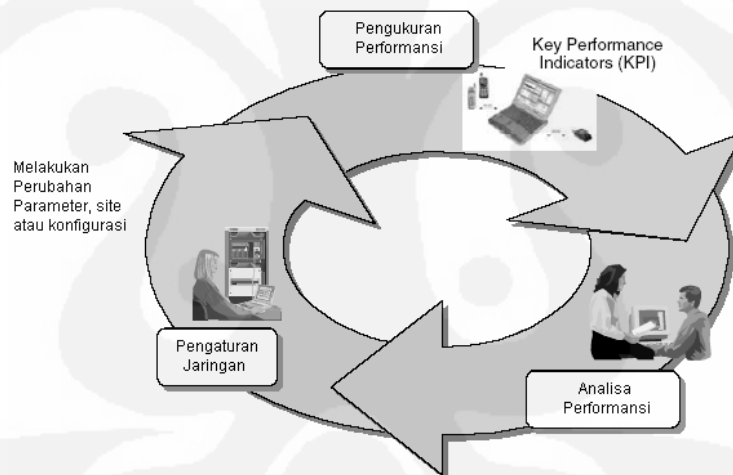 Pengukuran
Performansi
Key Performance
Indicators (KPI)
Melakukan
Perubahan
Parameter, site
atau konfigurasi
Pengaturan
Jaringan
Analisa
Performansi